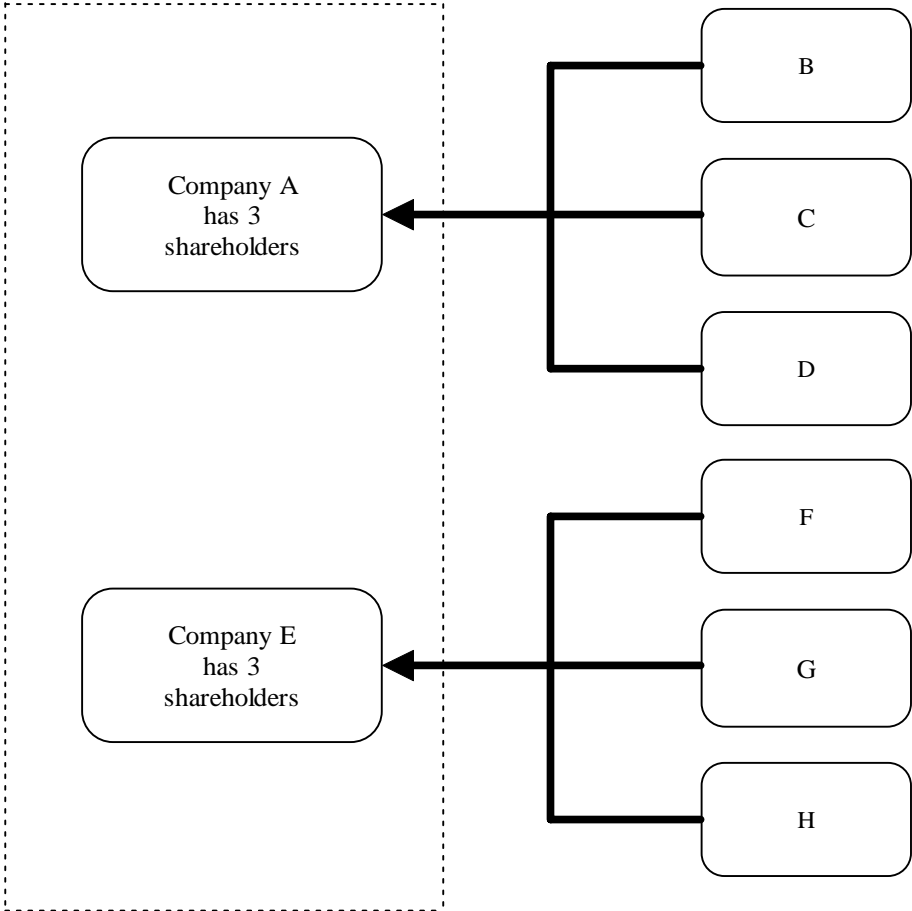 B
Company A
has 3
shareholders
C
D
F
Company E
has 3
shareholders
G
H